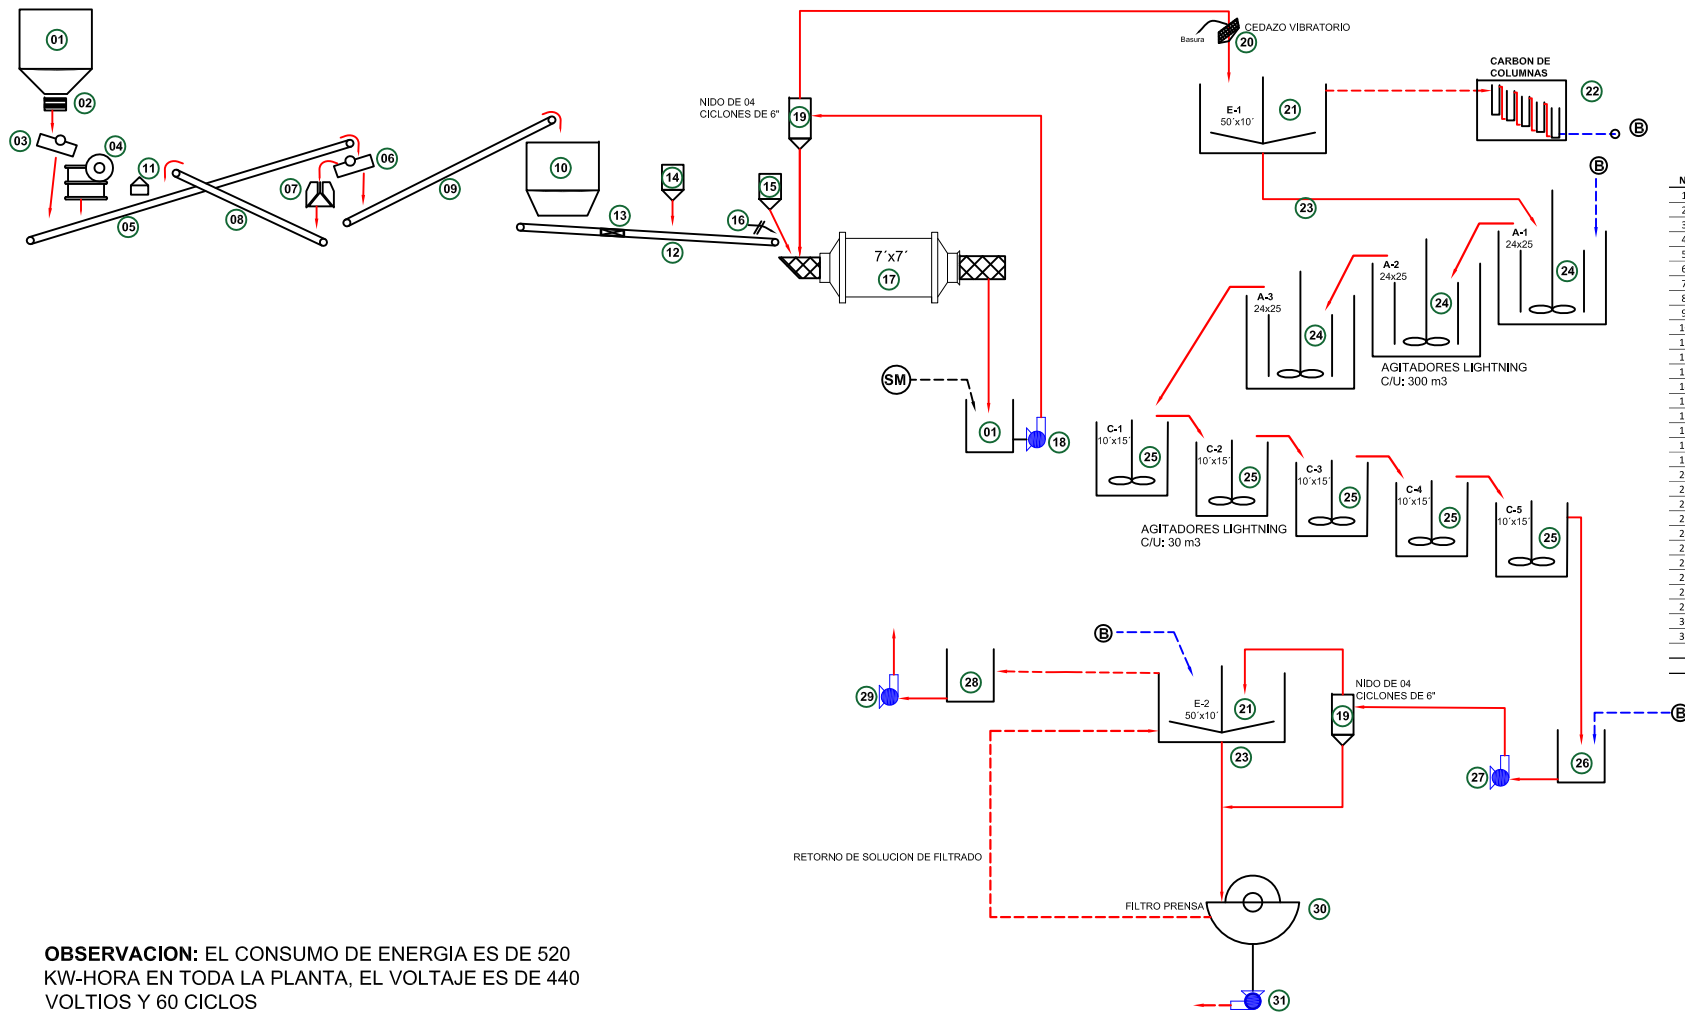 01
02
03
04
11
05
06
07
08
09
10
13
12
14
15
16
NIDO DE 04
CICLONES DE 6"
19
7´x7´
17
SM
01
18
Basura
CEDAZO VIBRATORIO
20
E-1
50´x10´
21
CARBON DE
COLUMNAS
22
B
B
23
A-1
24x25
24
A-2
24x25
24
A-3
24x25
24
AGITADORES LIGHTNING
C/U: 300 m3
C-1
10´x15´
25
C-2
10´x15´
25
C-3
10´x15´
25
C-4
10´x15´
25
C-5
10´x15´
25
AGITADORES LIGHTNING
C/U: 30 m3
B
29
28
E-2
50´x10´
21
23
NIDO DE 04
CICLONES DE 6"
19
27
26
B
RETORNO DE SOLUCION DE FILTRADO
FILTRO PRENSA
30
31
OBSERVACION: EL CONSUMO DE ENERGIA ES DE 520
KW-HORA EN TODA LA PLANTA, EL VOLTAJE ES DE 440
VOLTIOS Y 60 CICLOS